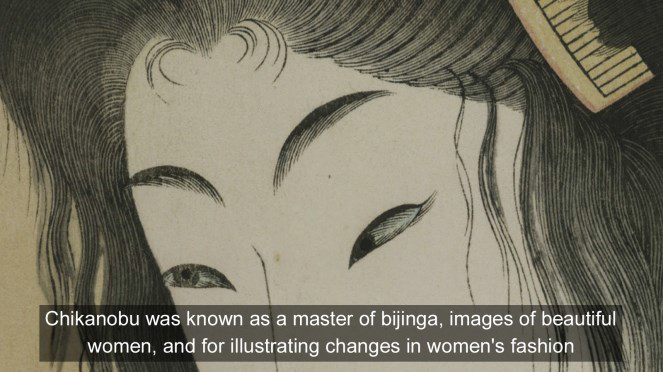 Chikanobu was known as a master of bijinga, images of beautiful
women, and for illustrating changes in women's fashion